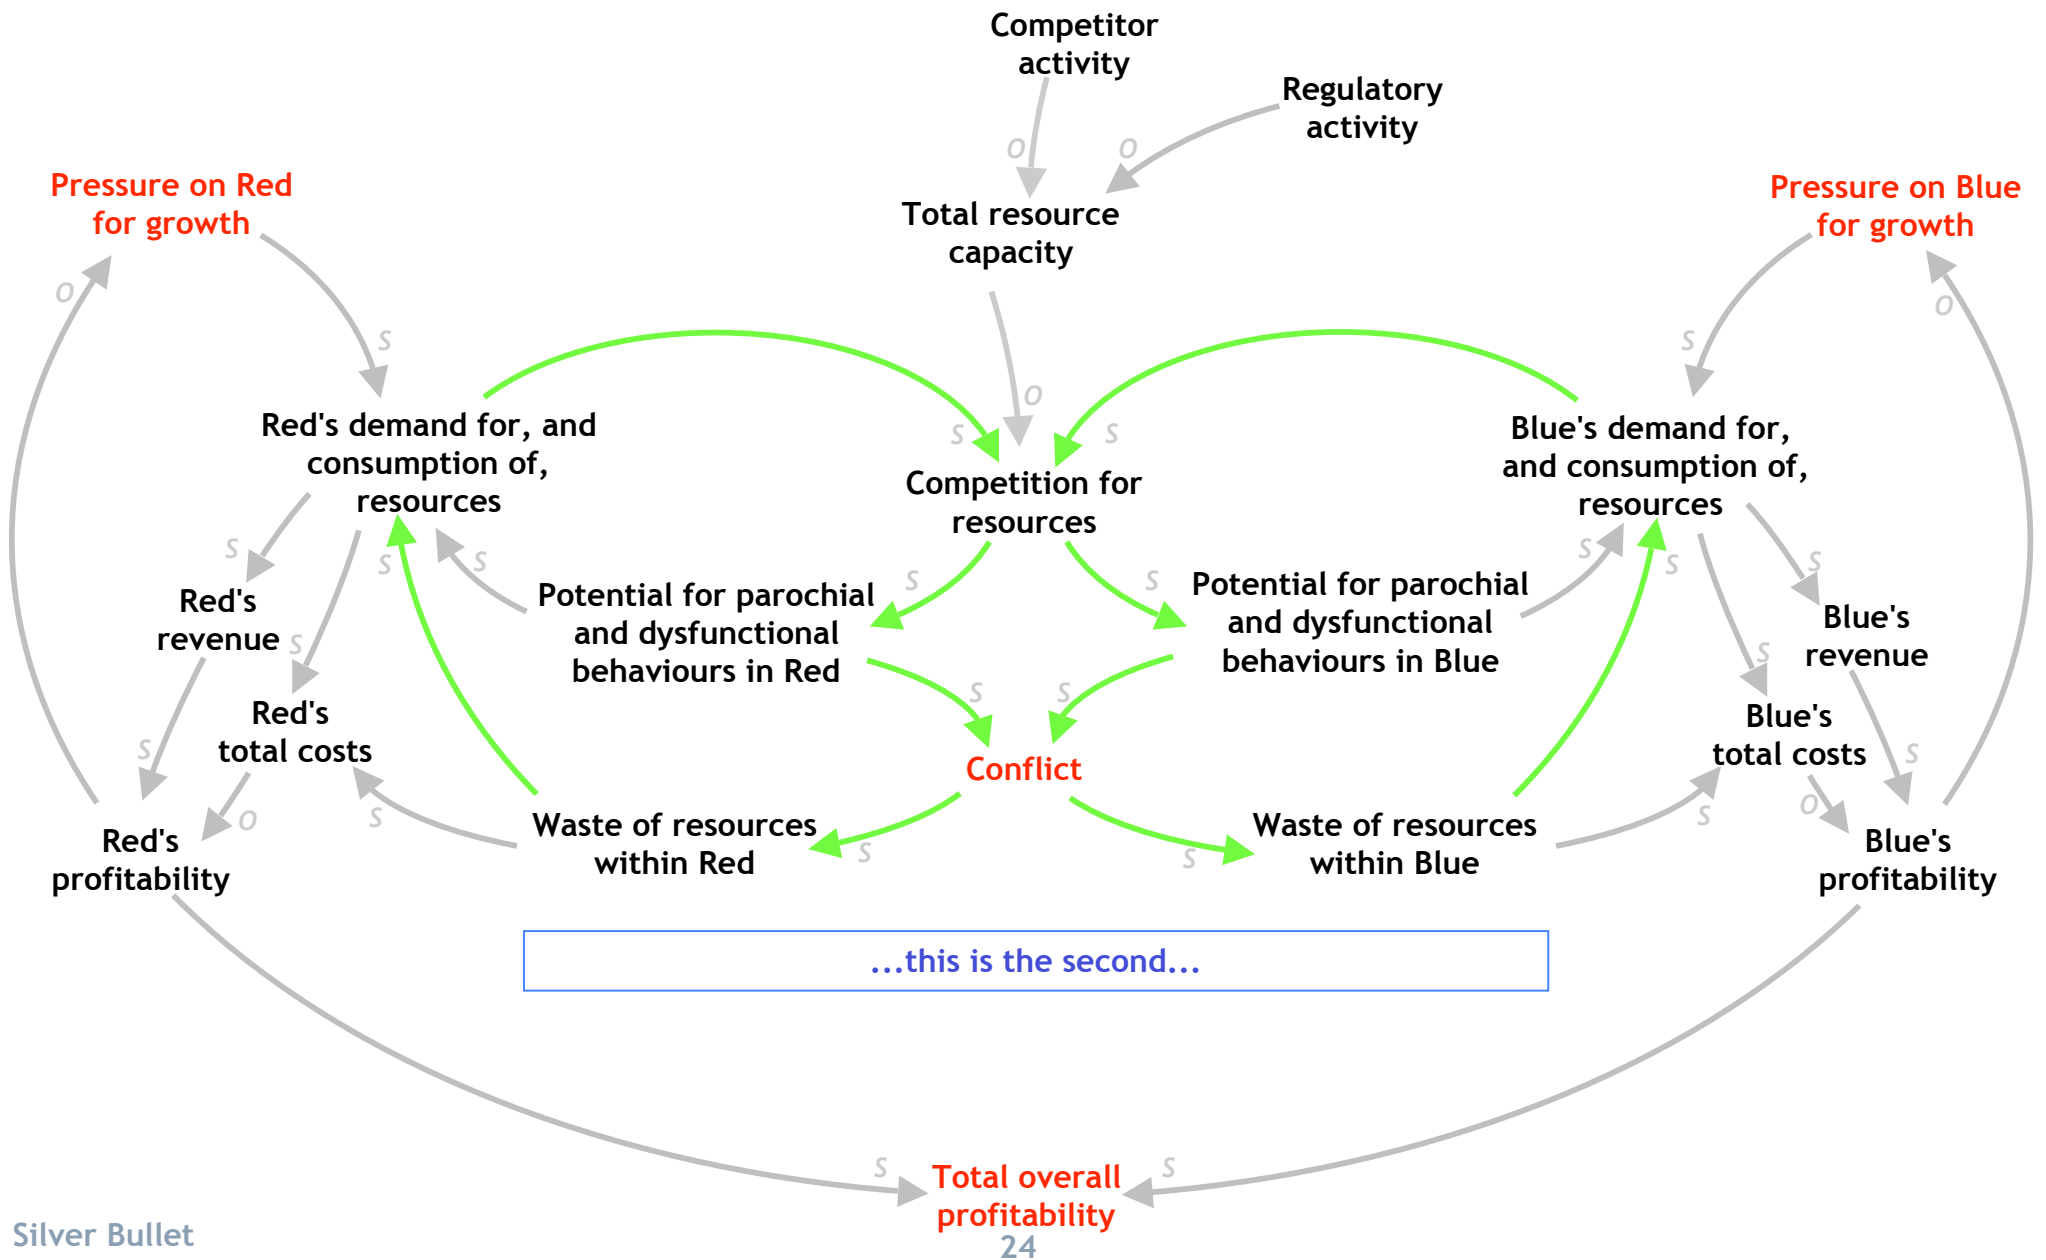 Competitor
activity
Regulatory
activity
O
O
Pressure on Red
for growth
Total resource
capacity
Pressure on Blue
for growth
O
O
S
S
O
S
S
Red's demand for, and
consumption of,
resources
Blue's demand for,
and consumption of,
resources
Competition for
resources
S
S
S
S
S
S
S
S
Red's
revenue
Potential for parochial
and dysfunctional
behaviours in Red
Potential for parochial
and dysfunctional
behaviours in Blue
Blue's
revenue
S
S
S
S
Red's
total costs
Blue's
total costs
S
S
Conflict
O
S
S
O
Red's
profitability
Waste of resources
within Red
S
S
Waste of resources
within Blue
Blue's
profitability
...this is the second...
S
S
Total overall
profitability
Silver Bullet
24